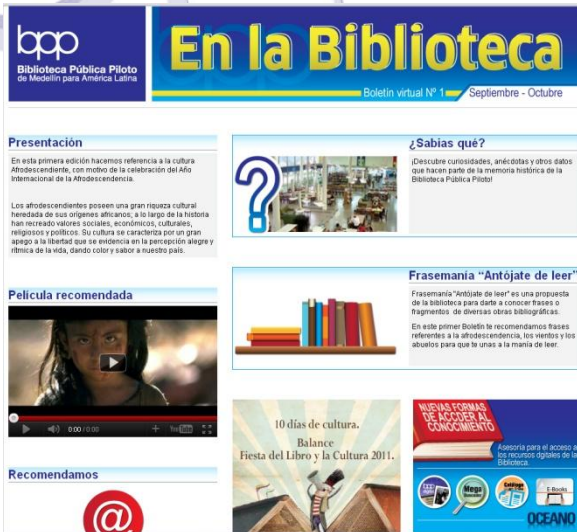 bpp
Biblioteca Pública Piloto
de Medellín para América Latina
En la Biblioteca
Boletín virtual Nº 1
Septiembre - Octubre
Presentación
En esta primera edición hacemos referencia a la cultura
Afrodescendiente, con motivo de la celebración del Año
Internacional de la Afrodescendencia.
Los afrodescendientes poseen una gran riqueza cultural
heredada de sus orígenes africanos; a lo largo de la historia
han recreado valores sociales, económicos, culturales,
religiosos y políticos. Su cultura se caracteriza por un gran
apego a la libertad que se evidencia en la percepción alegre y
rítmica de la vida, dando color y sabor a nuestro país.
Película recomendada
0:00 / 0:00
YouTube
Recomendamos
@
¿Sabías qué?
¡Descubre curiosidades, anécdotas y otros datos
que hacen parte de la memoria histórica de la
Biblioteca Pública Piloto!
Frasemanía "Antójate de leer"
Frasemanía "Antójate de leer" es una propuesta
de la biblioteca para darte a conocer frases o
fragmentos de diversas obras bibliográficas.
En este primer Boletín te recomendamos frases
referentes a la afrodescendencia, los vientos y los
abuelos para que te unas a la manía de leer.
10 días de cultura.
Balance
Fiesta del Libro y la Cultura 2011.
NUEVAS FORMAS
DE ACCDER AL
CONOCIMIENTO
Asesoría para el acceso a
los recursos digitales de la
Biblioteca.
Mega
Catálogo
E-Books
OCEANO